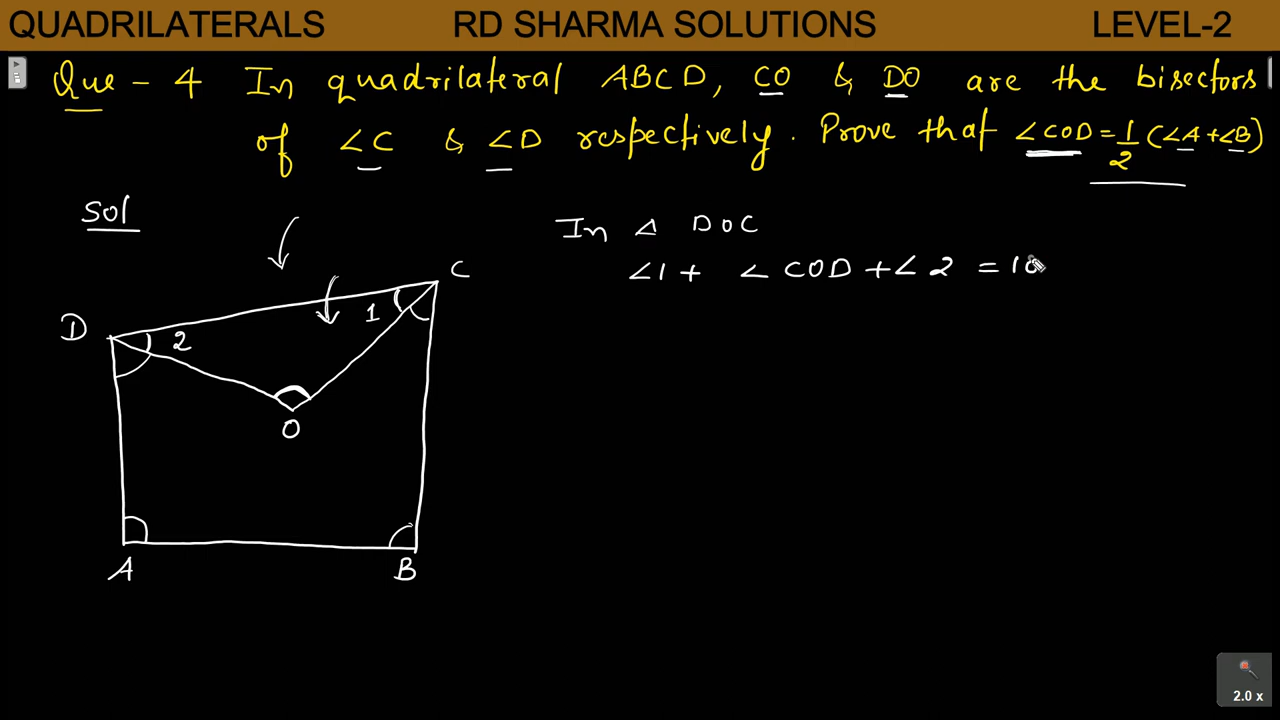 QUADRILATERALS RD SHARMA SOLUTIONS LEVEL-2
Que - 4 In quadrilateral ABCD, CO & DO are the bisectors
of ∠C & ∠D respectively. Prove that ∠COD = 1/2 (∠A + ∠B)
Sol
In △ DOC
∠1 + ∠COD + ∠2 = 18
C
D
1
2
O
A
B
2.0 x